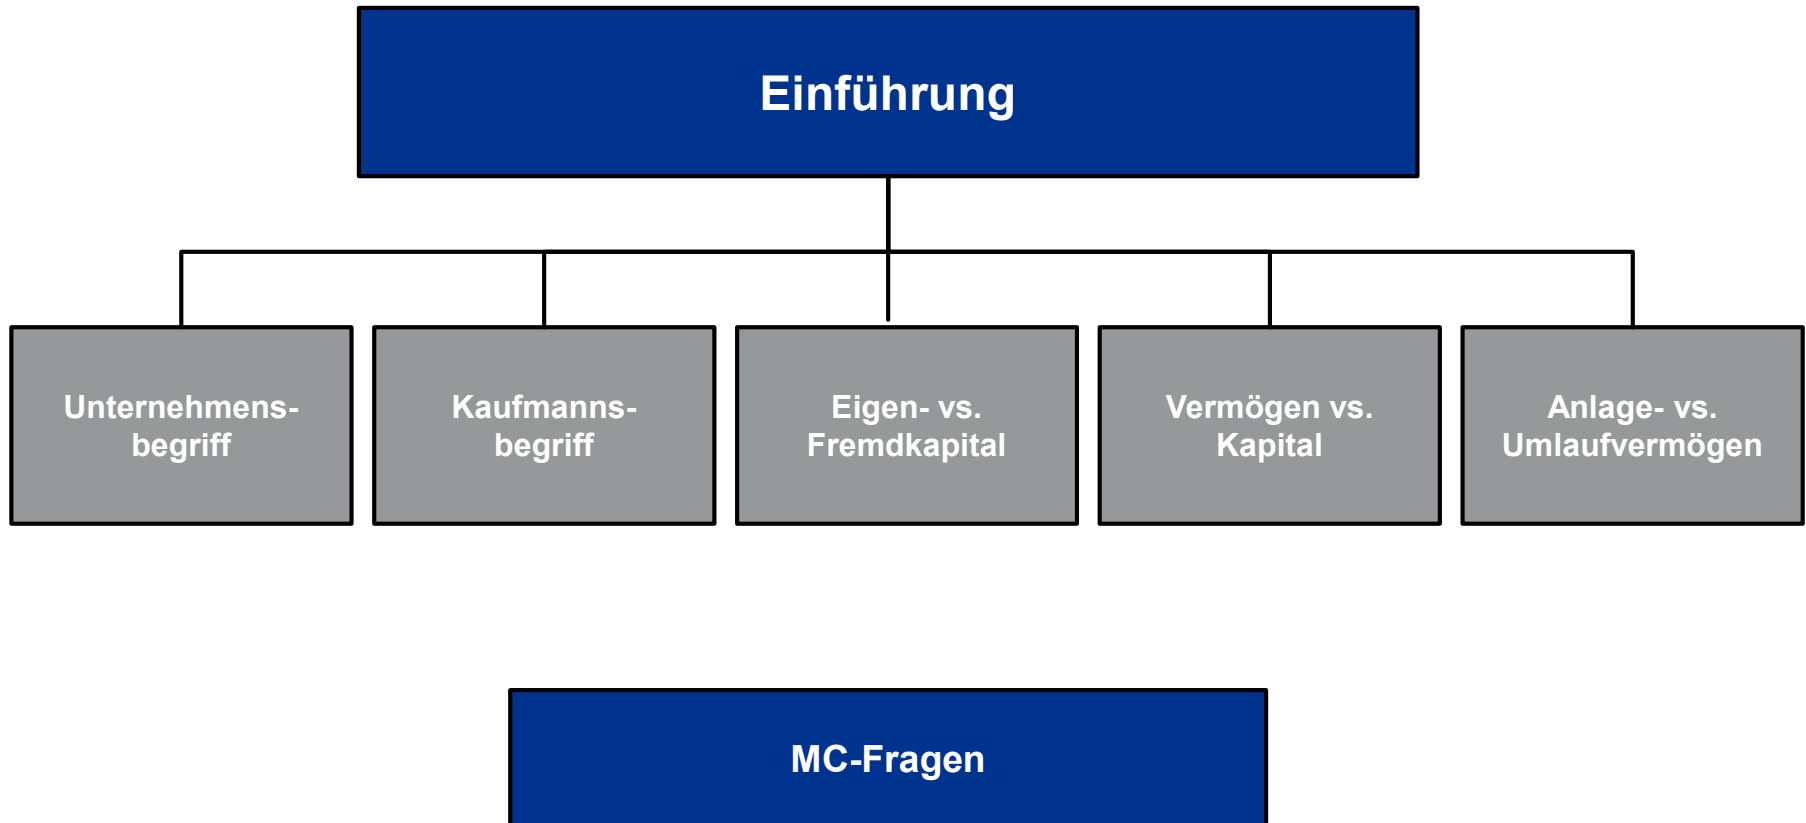 Einführung
Unternehmens-
begriff
Kaufmanns-
begriff
Eigen- vs.
Fremdkapital
Vermögen vs.
Kapital
Anlage- vs.
Umlaufvermögen
MC-Fragen